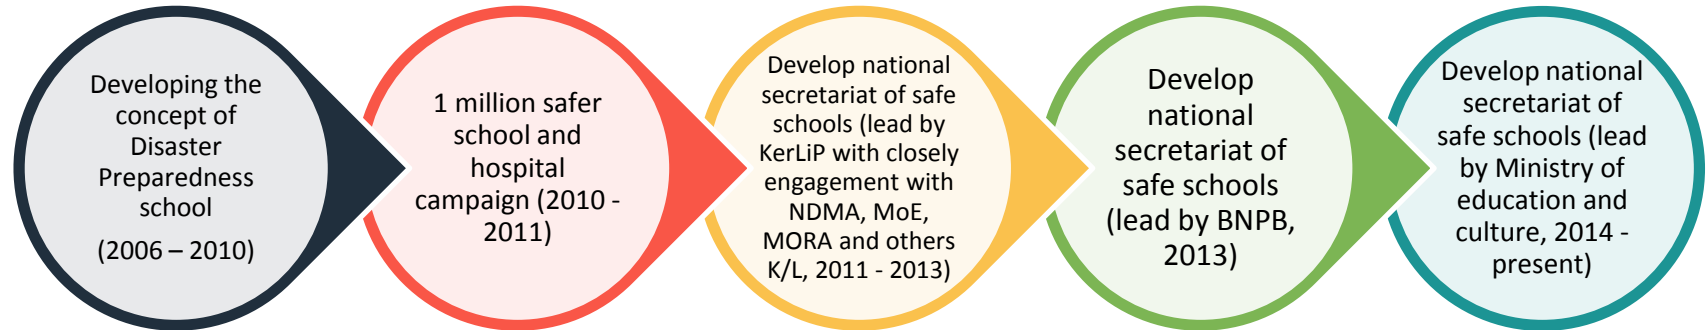 Developing the
concept of
Disaster
Preparedness
school
(2006 – 2010)
1 million safer
school and
hospital
campaign (2010 -
2011)
Develop national
secretariat of safe
schools (lead by
KerLiP with closely
engagement with
NDMA, MoE,
MORA and others
K/L, 2011 - 2013)
Develop
national
secretariat of
safe schools
(lead by BNPB,
2013)
Develop national
secretariat of
safe schools (lead
by Ministry of
education and
culture, 2014 -
present)